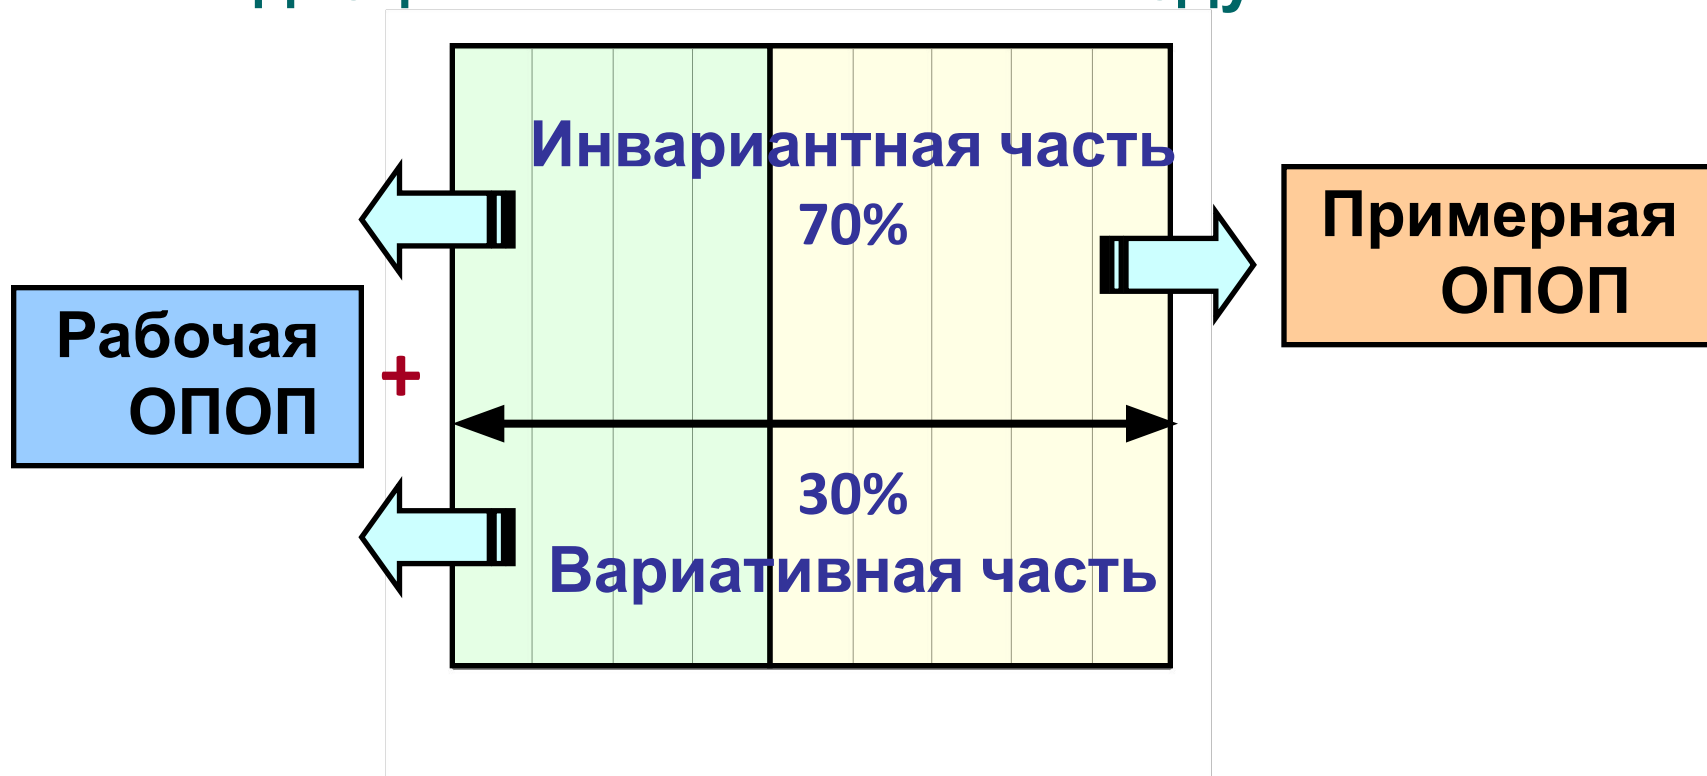 Инвариантная часть
70%
Примерная
ОПОП
Рабочая
ОПОП
+
30%
Вариативная часть